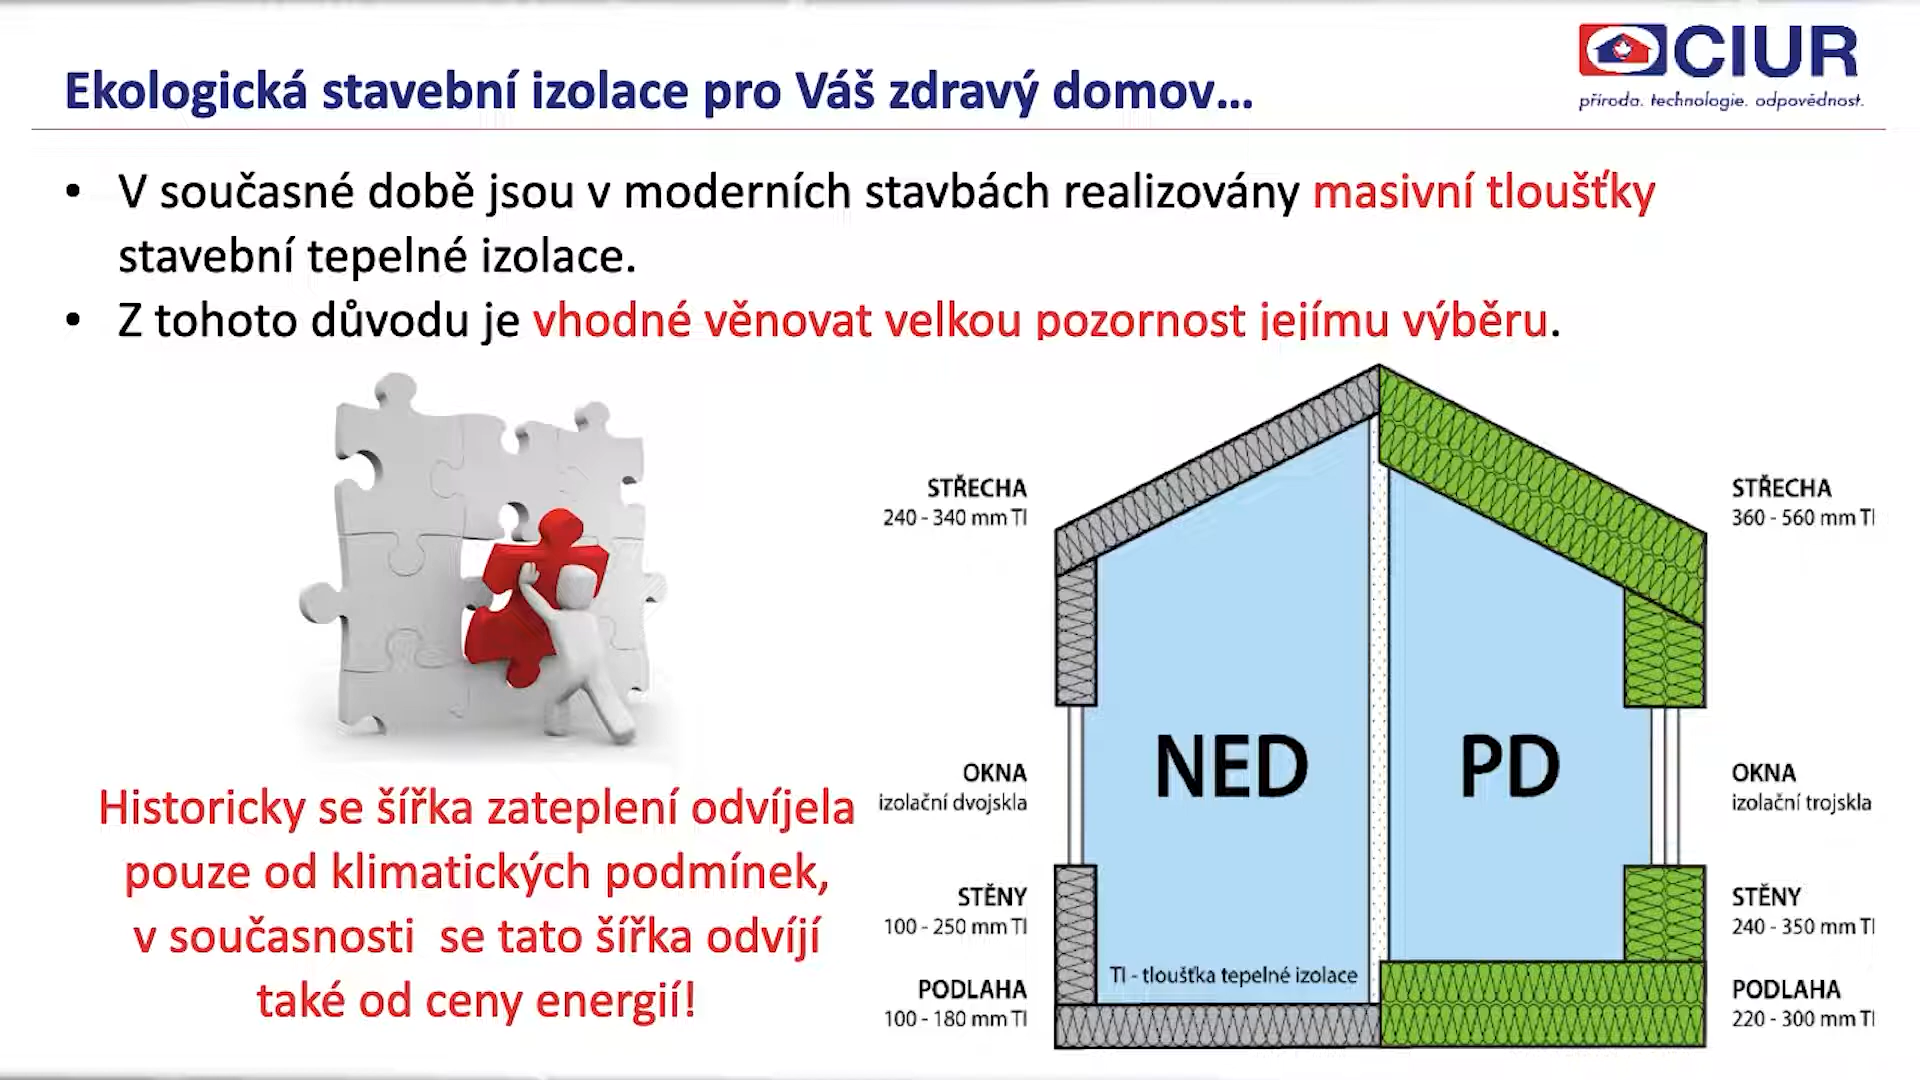 Ekologická stavební izolace pro Váš zdravý domov...
CIUR
příroda. technologie. odpovědnost.
• V současné době jsou v moderních stavbách realizovány masivní tloušťky
stavební tepelné izolace.
• Z tohoto důvodu je vhodné věnovat velkou pozornost jejímu výběru.
Historicky se šířka zateplení odvíjela
pouze od klimatických podmínek,
v současnosti se tato šířka odvíjí
také od ceny energií!
STŘECHA
240 - 340 mm TI
OKNA
izolační dvojskla
STĚNY
100 - 250 mm TI
PODLAHA
100 - 180 mm TI
NED
PD
TI - tloušťka tepelné izolace
STŘECHA
360 - 560 mm TI
OKNA
izolační trojskla
STĚNY
240 - 350 mm TI
PODLAHA
220 - 300 mm TI